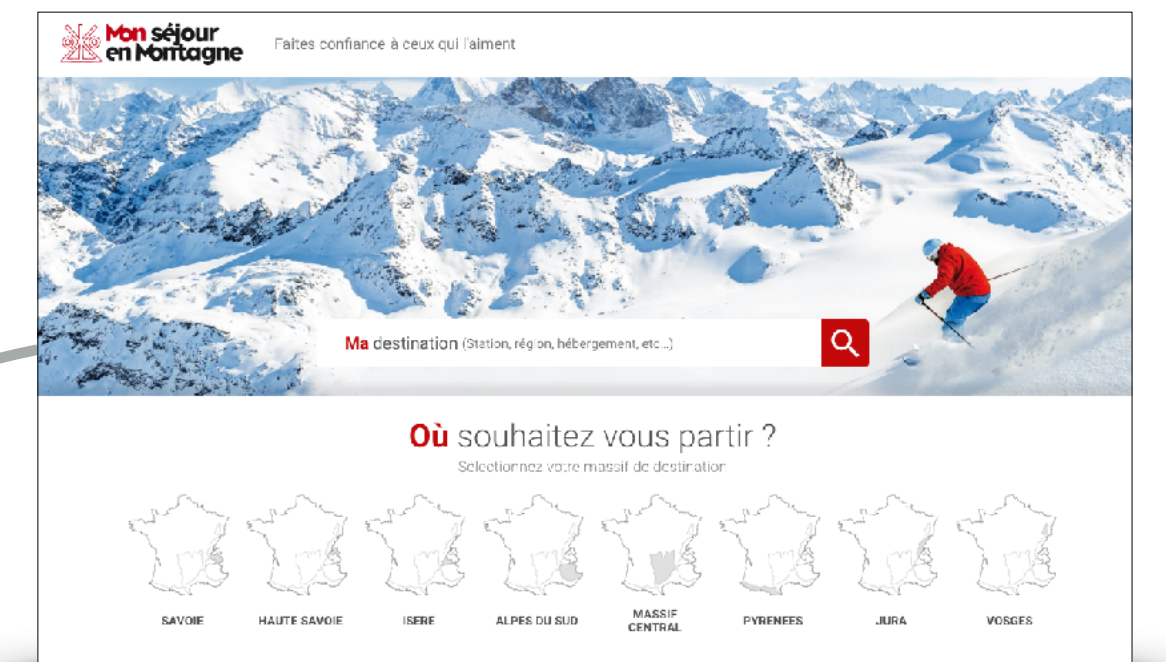 Mon séjour
en Montagne
Faites confiance à ceux qui l'aiment
Ma destination (Station, région, hébergement, etc...)
Où souhaitez vous partir ?
Sélectionnez votre massif de destination
SAVOIE
HAUTE SAVOIE
ISERE
ALPES DU SUD
MASSIF
CENTRAL
PYRENEES
JURA
VOSGES